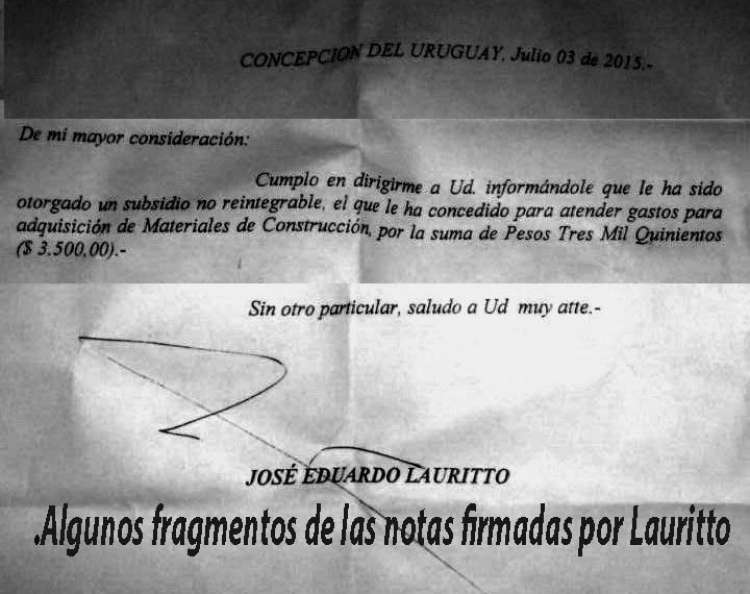 CONCEPCION DEL URUGUAY, Julio 03 de 2015.-
De mi mayor consideración:
Cumplo en dirigirme a Ud. informándole que le ha sido
otorgado un subsidio no reintegrable, el que le ha concedido para atender gastos para
adquisición de Materiales de Construcción, por la suma de Pesos Tres Mil Quinientos
($ 3.500,00).-
Sin otro particular, saludo a Ud muy atte.-
JOSÉ EDUARDO LAURITTO
.Algunos fragmentos de las notas firmadas por Lauritto